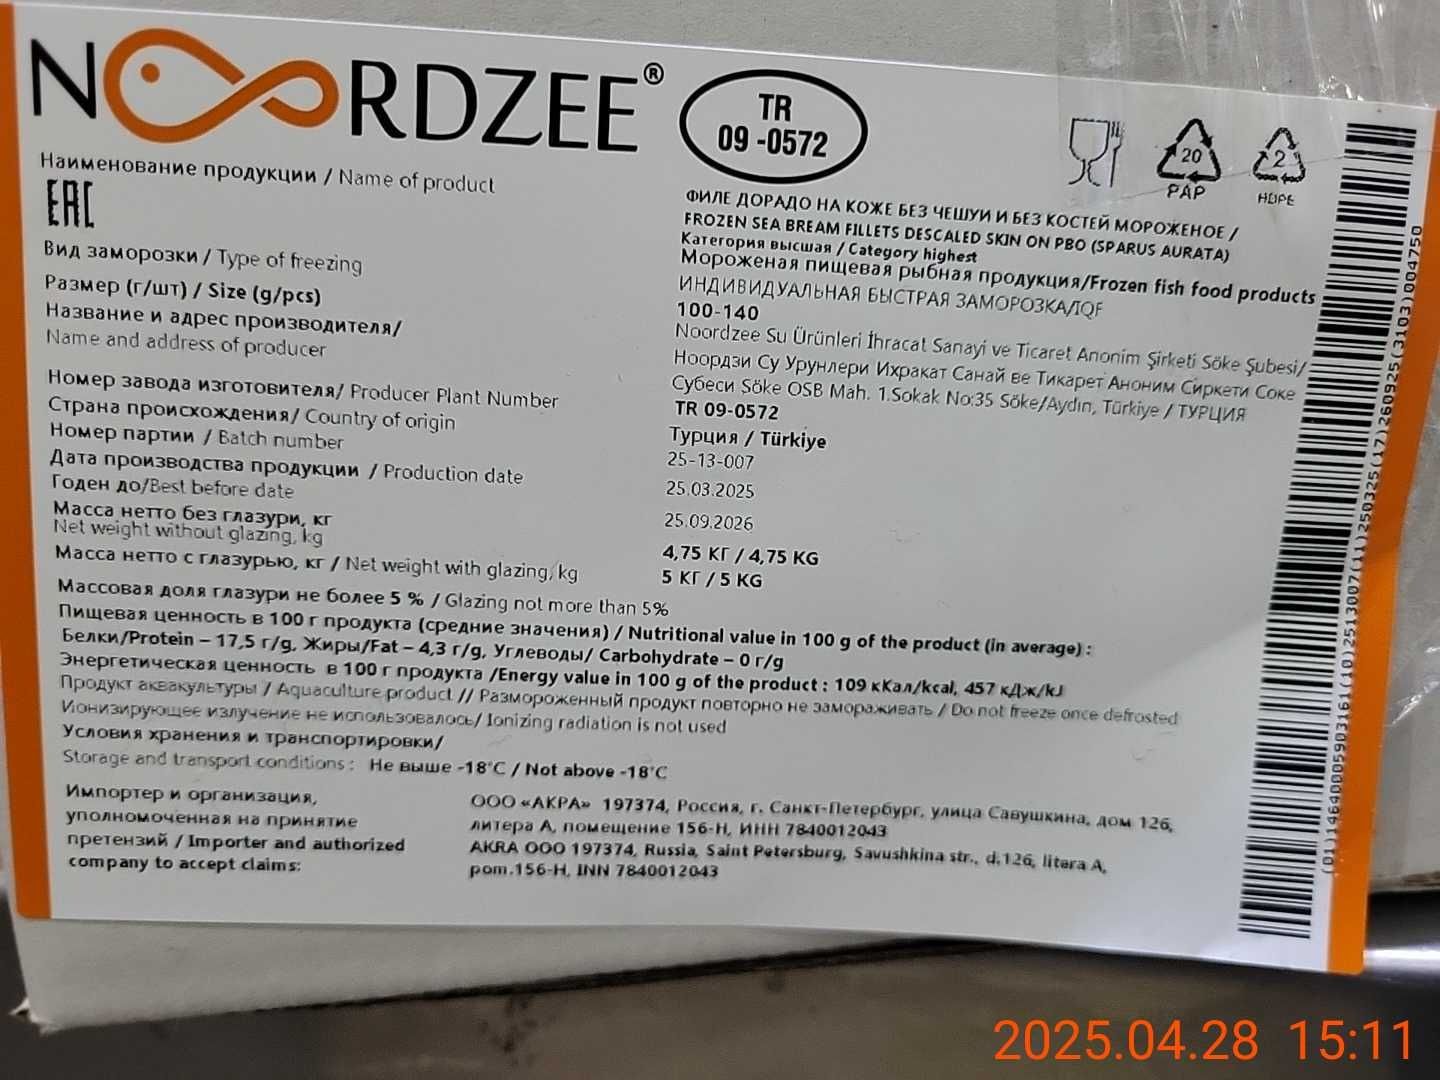 NOORDZEE®
TR
09 -0572
20
PAP
2
HDPE
Наименование продукции / Name of product
EAC
ФИЛЕ ДОРАДО НА КОЖЕ БЕЗ ЧЕШУИ И БЕЗ КОСТЕЙ МОРОЖЕНОЕ /
FROZEN SEA BREAM FILLETS DESCALED SKIN ON PBO (SPARUS AURATA)
Категория высшая / Category highest
Мороженая пищевая рыбная продукция/Frozen fish food products
Вид заморозки / Type of freezing
ИНДИВИДУАЛЬНАЯ БЫСТРАЯ ЗАМОРОЗКА/IQF
Размер (г/шт) / Size (g/pcs)
100-140
Название и адрес производителя/
Name and address of producer
Noordzee Su Ürünleri İhracat Sanayi ve Ticaret Anonim Şirketi Söke Şubesi/
Ноордзи Су Урунлери Ихракат Санай ве Тикарет Аноним Сиркети Соке
Субеси Şöke OSB Mah. 1.Sokak No:35 Söke/Aydın, Türkiye / ТУРЦИЯ
Номер завода изготовителя/ Producer Plant Number
TR 09-0572
Страна происхождения/ Country of origin
Турция / Türkiye
Номер партии / Batch number
25-13-007
Дата производства продукции / Production date
25.03.2025
Годен до/Best before date
25.09.2026
Масса нетто без глазури, кг
Net weight without glazing, kg
4,75 КГ / 4,75 KG
Масса нетто с глазурью, кг / Net weight with glazing, kg
5 КГ / 5 KG
Массовая доля глазури не более 5 % / Glazing not more than 5%
Пищевая ценность в 100 г продукта (средние значения) / Nutritional value in 100 g of the product (in average) :
Белки/Protein – 17,5 г/g, Жиры/Fat – 4,3 г/g, Углеводы/ Carbohydrate – 0 г/g
Энергетическая ценность в 100 г продукта /Energy value in 100 g of the product : 109 кКал/kcal, 457 кДж/kJ
Продукт аквакультуры / Aquaculture product // Размороженный продукт повторно не замораживать / Do not freeze once defrosted
Ионизирующее излучение не использовалось/ Ionizing radiation is not used
Условия хранения и транспортировки/
Storage and transport conditions : Не выше -18°C / Not above -18°C
Импортер и организация,
уполномоченная на принятие
претензий / Importer and authorized
company to accept claims:
ООО «АКРА» 197374, Россия, г. Санкт-Петербург, улица Савушкина, дом 126,
литера А, помещение 156-Н, ИНН 7840012043
AKRA OOO 197374, Russia, Saint Petersburg, Savushkina str., d.126, litera A,
pom.156-H, INN 7840012043
(01)14640005903161(10)2513007(11)250325(17)260925(3103)004750
2025.04.28 15:11